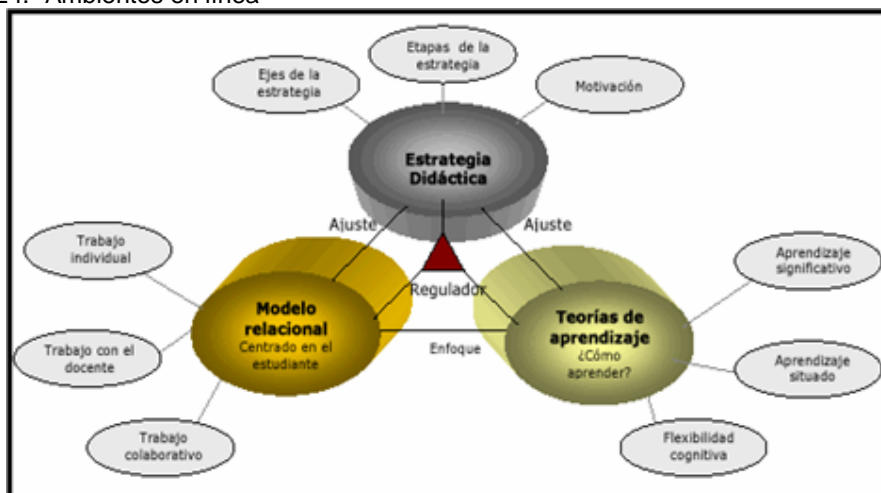 4. Ambientes en línea
Etapas de la
estrategia
Ejes de la
estrategia
Motivación
Estrategia
Didáctica
Ajuste
Ajuste
Trabajo
individual
Regulador
Aprendizaje
significativo
Modelo
relacional
Centrado en el
estudiante
Teorías de
aprendizaje
¿Cómo
aprender?
Enfoque
Trabajo con el
docente
Aprendizaje
situado
Trabajo
colaborativo
Flexibilidad
cognitiva